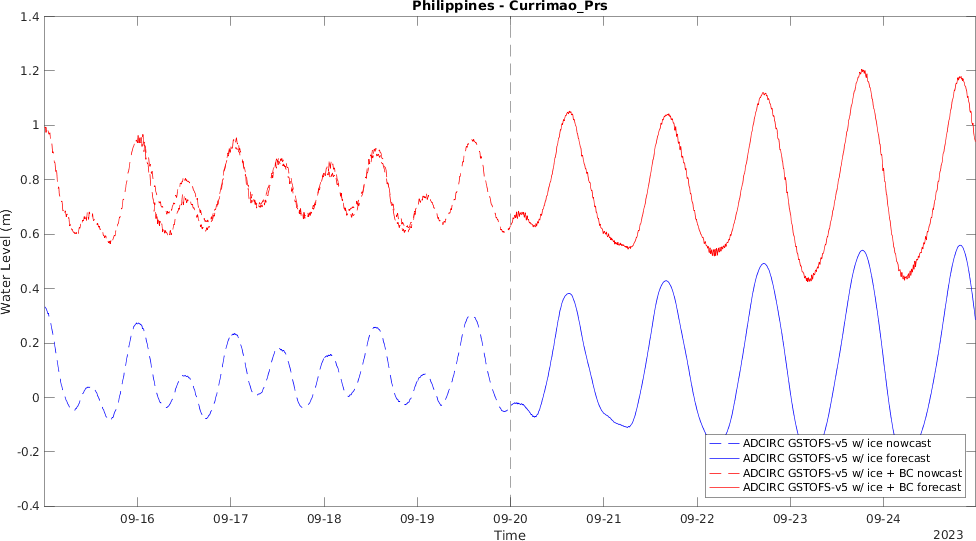 Philippines - Currimao_Prs
1.4
1.2
1
0.8
0.6
0.4
0.2
0
-0.2
-0.4
Water Level (m)
ADCIRC GSTOFS-v5 w/ ice nowcast
ADCIRC GSTOFS-v5 w/ ice forecast
ADCIRC GSTOFS-v5 w/ ice + BC nowcast
ADCIRC GSTOFS-v5 w/ ice + BC forecast
09-16 09-17 09-18 09-19 09-20 09-21 09-22 09-23 09-24
Time
2023